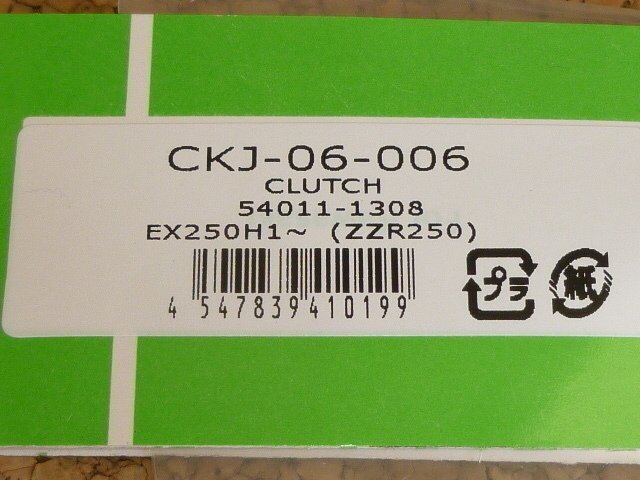 CKJ-06-006
CLUTCH
54011-1308
EX250H1～ (ZZR250)
4 547839 410199
プラ
紙